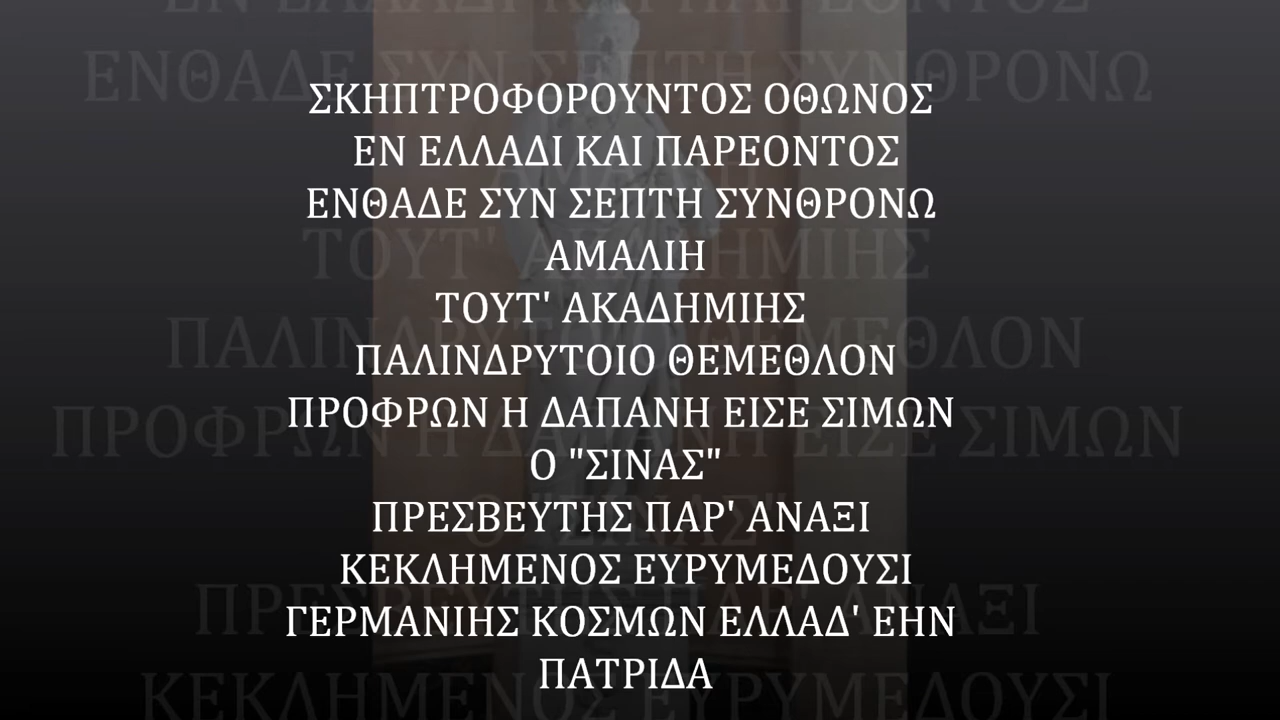 ΣΚΗΠΤΡΟΦΟΡΟΥΝΤΟΣ ΟΘΩΝΟΣ
ΕΝ ΕΛΛΑΔΙ ΚΑΙ ΠΑΡΕΟΝΤΟΣ
ΕΝΘΑΔΕ ΣΥΝ ΣΕΠΤΗ ΣΥΝΘΡΟΝΩ
ΑΜΑΛΙΗ
ΤΟΥΤ' ΑΚΑΔΗΜΙΗΣ
ΠΑΛΙΝΔΡΥΤΟΙΟ ΘΕΜΕΘΛΟΝ
ΠΡΟΦΡΩΝ Η ΔΑΠΑΝΗ ΕΙΣΕ ΣΙΜΩΝ
Ο "ΣΙΝΑΣ"
ΠΡΕΣΒΕΥΤΗΣ ΠΑΡ' ΑΝΑΞΙ
ΚΕΚΛΗΜΕΝΟΣ ΕΥΡΥΜΕΔΟΥΣΙ
ΓΕΡΜΑΝΙΗΣ ΚΟΣΜΩΝ ΕΛΛΑΔ' ΕΗΝ
ΠΑΤΡΙΔΑ